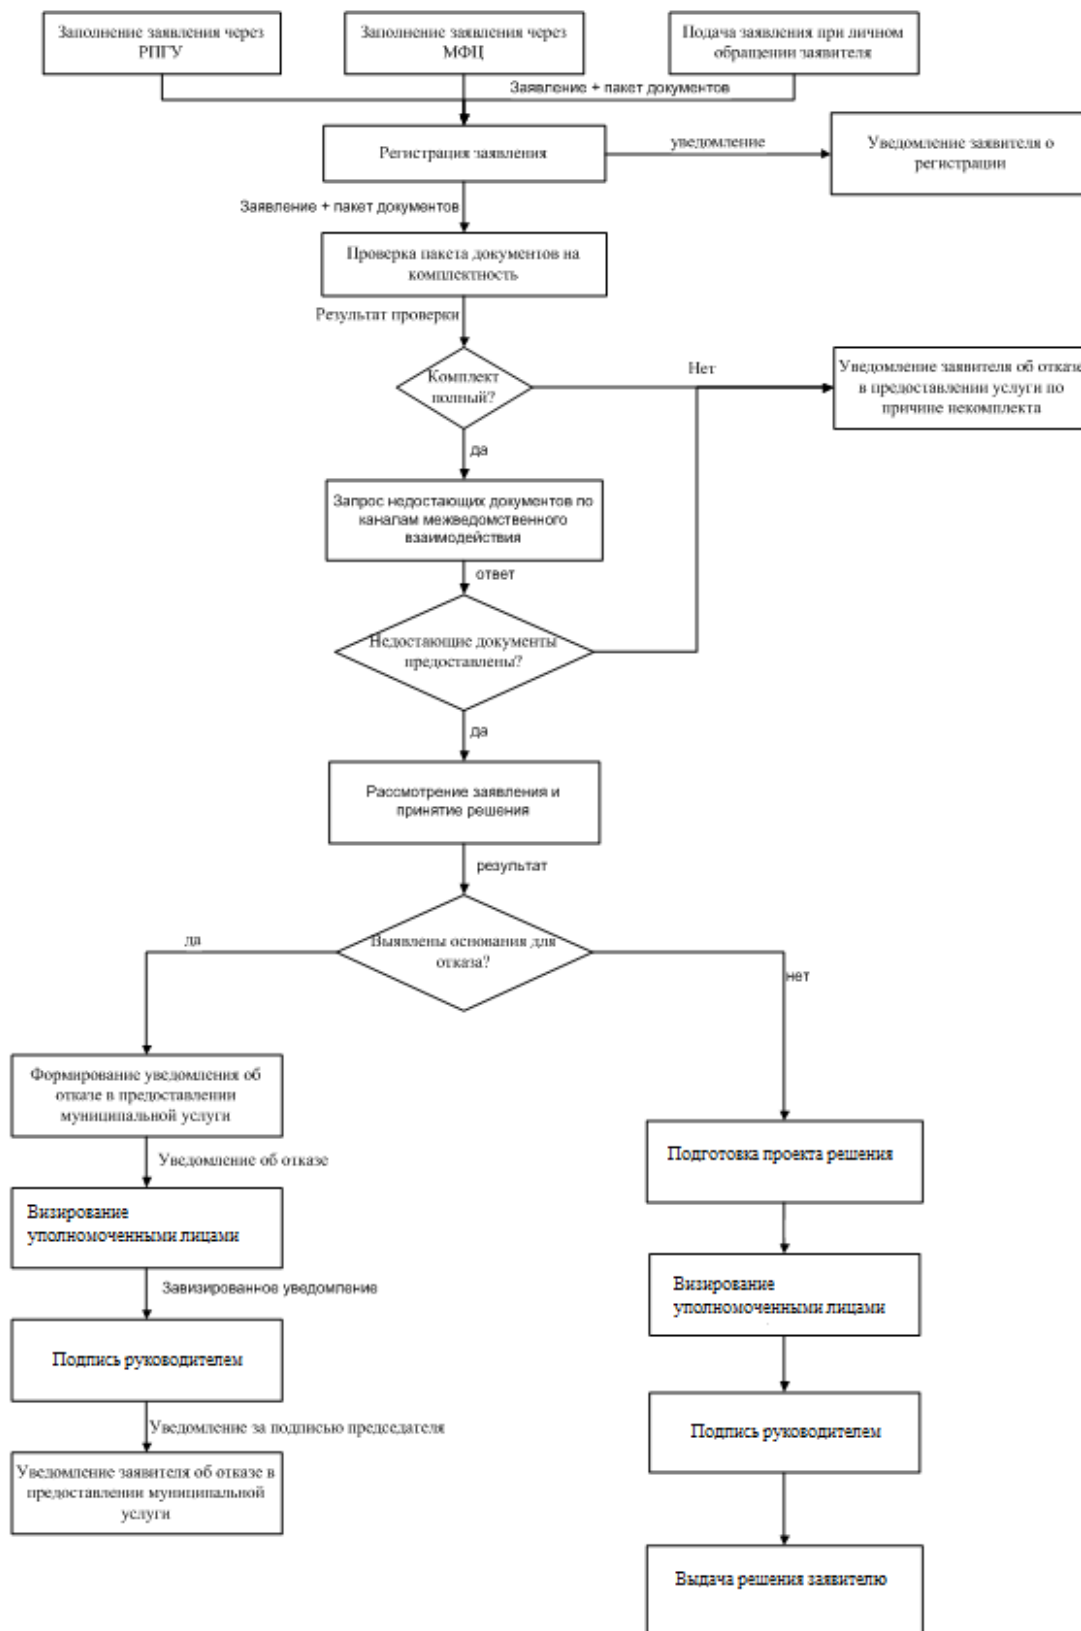 Заполнение заявления через
РПГУ
Заполнение заявления через
МФЦ
Подача заявления при личном
обращении заявителя
Заявление + пакет документов
Регистрация заявления
уведомление
Уведомление заявителя о
регистрации
Заявление + пакет документов
Проверка пакета документов на
комплектность
Результат проверки
Комплект
полный?
Нет
Уведомление заявителя об отказе
в предоставлении услуги по
причине некомплекта
да
Запрос недостающих документов по
каналам межведомственного
взаимодействия
ответ
Недостающие документы
предоставлены?
да
Рассмотрение заявления и
принятие решения
результат
Выявлены основания для
отказа?
да
нет
Формирование уведомления об
отказе в предоставлении
муниципальной услуги
Уведомление об отказе
Визирование
уполномоченными лицами
Завизированное уведомление
Подпись руководителем
Уведомление за подписью председателя
Уведомление заявителя об отказе в
предоставлении муниципальной
услуги
Подготовка проекта решения
Визирование
уполномоченными лицами
Подпись руководителем
Выдача решения заявителю